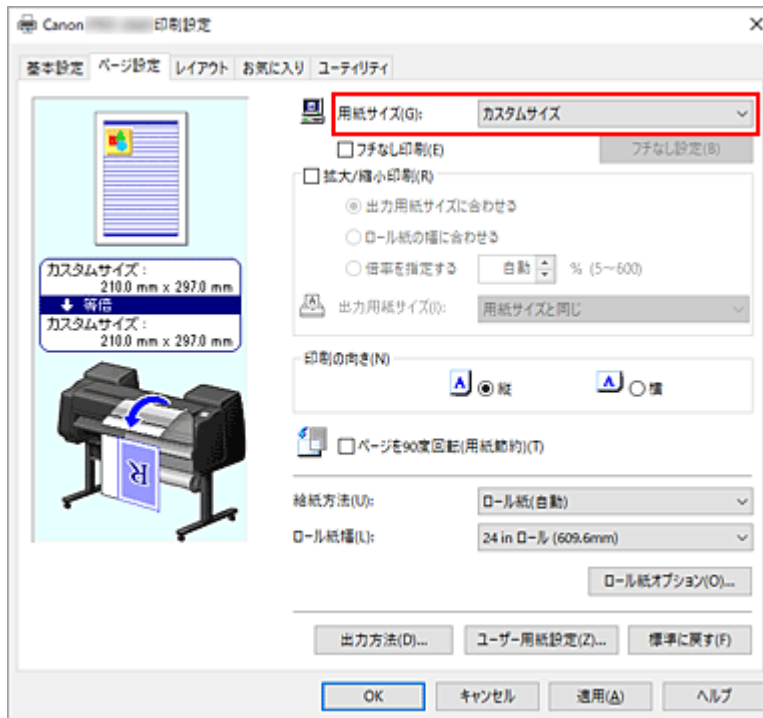 Canon 印刷設定
基本設定 ページ設定 レイアウト お気に入り ユーティリティ
用紙サイズ(G): カスタムサイズ
フチなし印刷(E) フチなし設定(B)
拡大/縮小印刷(R)
出力用紙サイズに合わせる
ロール紙の幅に合わせる
倍率を指定する 自動 % (5～600)
出力用紙サイズ(I): 用紙サイズと同じ
カスタムサイズ :
210.0 mm x 297.0 mm
等倍
カスタムサイズ :
210.0 mm x 297.0 mm
印刷の向き(N)
A 縦 A 横
ページを90度回転(用紙節約)(T)
R
給紙方法(U): ロール紙(自動)
ロール紙幅(L): 24 in ロール (609.6mm)
ロール紙オプション(O)...
出力方法(D)... ユーザー用紙設定(Z)... 標準に戻す(F)
OK キャンセル 適用(A) ヘルプ